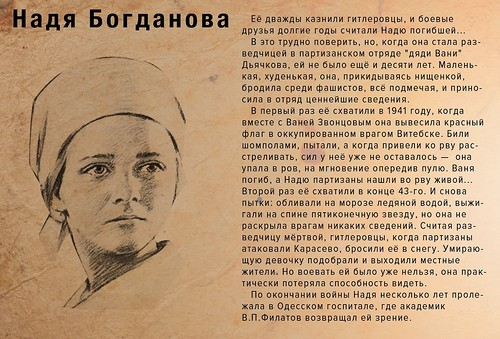 Надя Богданова
Её дважды казнили гитлеровцы, и боевые
друзья долгие годы считали Надю погибшей...
В это трудно поверить, но, когда она стала раз-
ведчицей в партизанском отряде "дяди Вани"
Дьячкова, ей не было ещё и десяти лет. Малень-
кая, худенькая, она, прикидываясь нищенкой,
бродила среди фашистов, всё подмечая, и прино-
сила в отряд ценнейшие сведения.
В первый раз её схватили в 1941 году, когда
вместе с Ваней Звонцовым она вывесила красный
флаг в оккупированном врагом Витебске. Били
шомполами, пытали, а когда привели ко рву рас-
стреливать, сил у неё уже не оставалось — она
упала в ров, на мгновение опередив пулю. Ваня
погиб, а Надю партизаны нашли во рву живой...
Второй раз её схватили в конце 43-го. И снова
пытки: обливали на морозе ледяной водой, выжи-
гали на спине пятиконечную звезду, но она не
раскрыла врагам никаких сведений. Считая раз-
ведчицу мёртвой, гитлеровцы, когда партизаны
атаковали Карасево, бросили её в снегу. Умираю-
щую девочку подобрали и выходили местные
жители. Но воевать ей было уже нельзя, она прак-
тически потеряла способность видеть.
По окончании войны Надя несколько лет проле-
жала в Одесском госпитале, где академик
В.П.Филатов возвращал ей зрение.